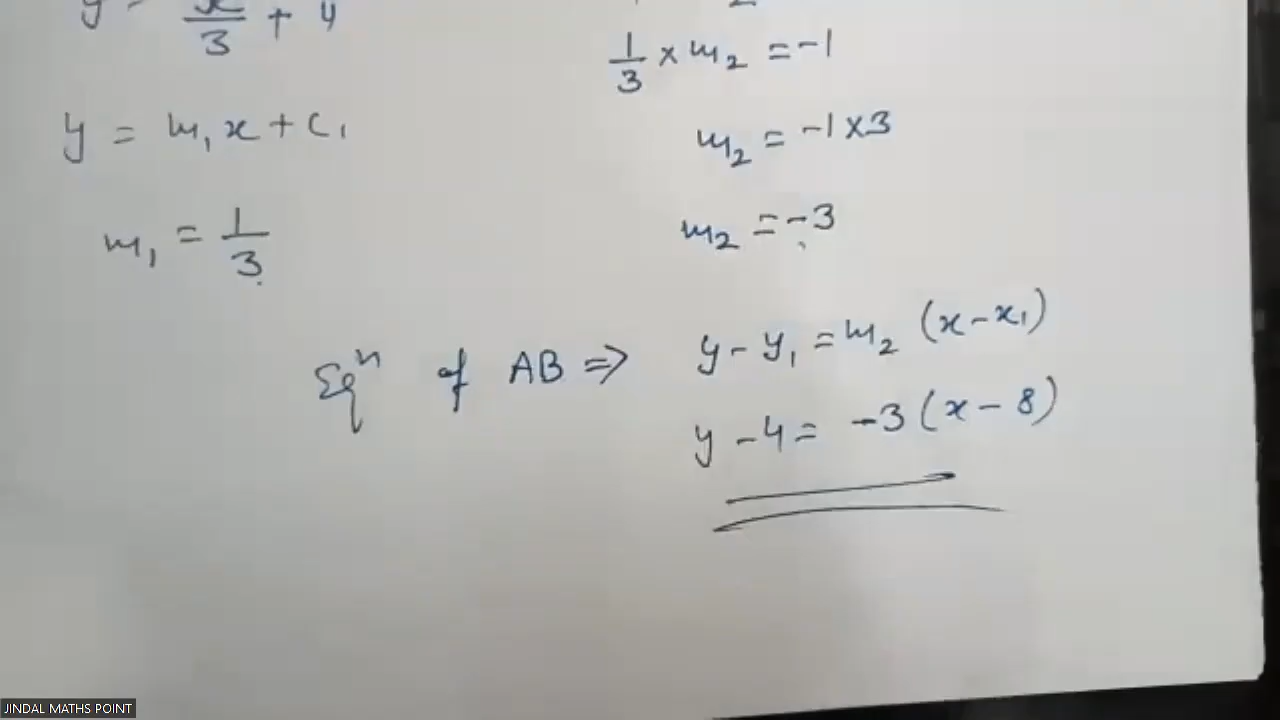 y = x/3 + 4
y = m₁x + c₁
m₁ = 1/3
1/3 × m₂ = -1
m₂ = -1 × 3
m₂ = -3
Eqⁿ of AB ⇒ y - y₁ = m₂ (x - x₁)
y - 4 = -3 (x - 8)
JINDAL MATHS POINT